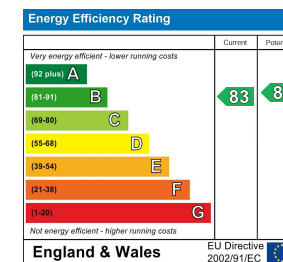 Energy Efficiency Rating
Current
Very energy efficient - lower running costs
(92 plus) A
(81-91) B
83
(69-80) C
(55-68) D
(39-54) E
(21-38) F
(1-20) G
Not energy efficient - higher running costs
England & Wales
EU Directive
2002/91/EC